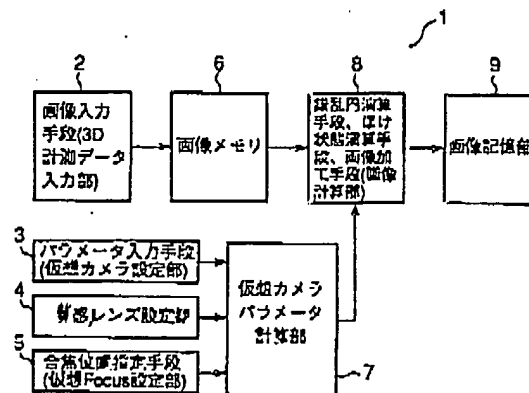 1
2
6
8
9
画像入力
手段(3D
計測データ
入力部)
画像メモリ
錯乱円演算
手段、ぼけ
状態演算手
段、画像加
工手段(画像
計算部)
画像記憶部
3
パラメータ入力手段
(仮想カメラ設定部)
4
質感レンズ設定部
5
合焦位置指定手段
(仮想Focus設定部)
仮想カメラ
パラメータ
計算部
7